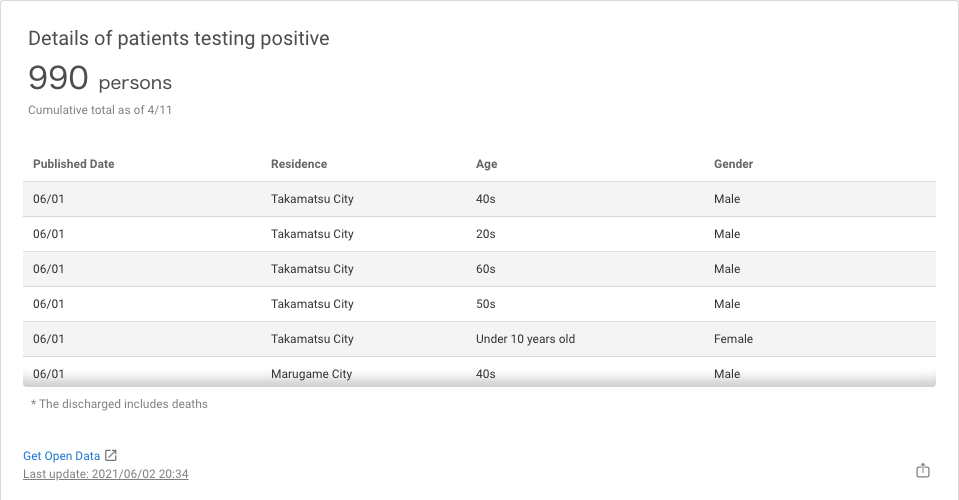 Details of patients testing positive
990 persons
Cumulative total as of 4/11
Published Date Residence Age Gender
06/01 Takamatsu City 40s Male
06/01 Takamatsu City 20s Male
06/01 Takamatsu City 60s Male
06/01 Takamatsu City 50s Male
06/01 Takamatsu City Under 10 years old Female
06/01 Marugame City 40s Male
* The discharged includes deaths
Get Open Data
Last update: 2021/06/02 20:34